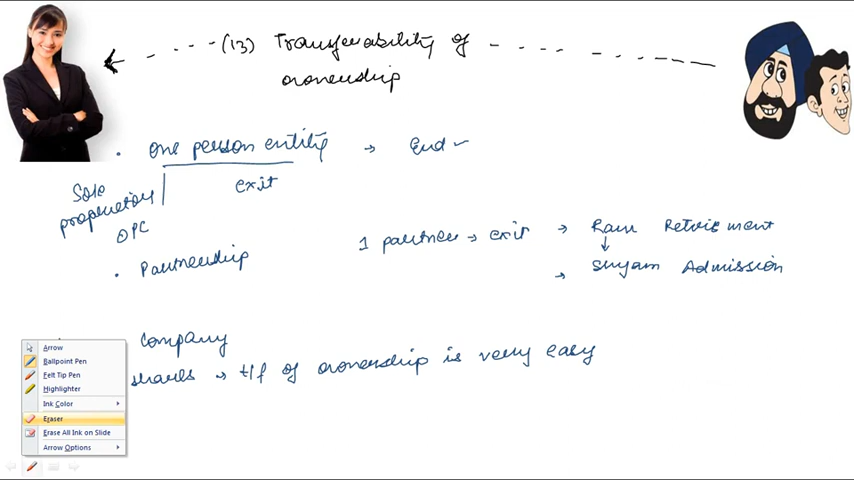 (13) Transferability of
ownership
• one person entity → End
exit
Sole
proprietory
OPC
• Partnership
1 partner → exit → Ram Retirement
→ Shyam Admission
Company
shares → t/f of ownership is very easy
Arrow
Ballpoint Pen
Felt Tip Pen
Highlighter
Ink Color
Eraser
Erase All Ink on Slide
Arrow Options